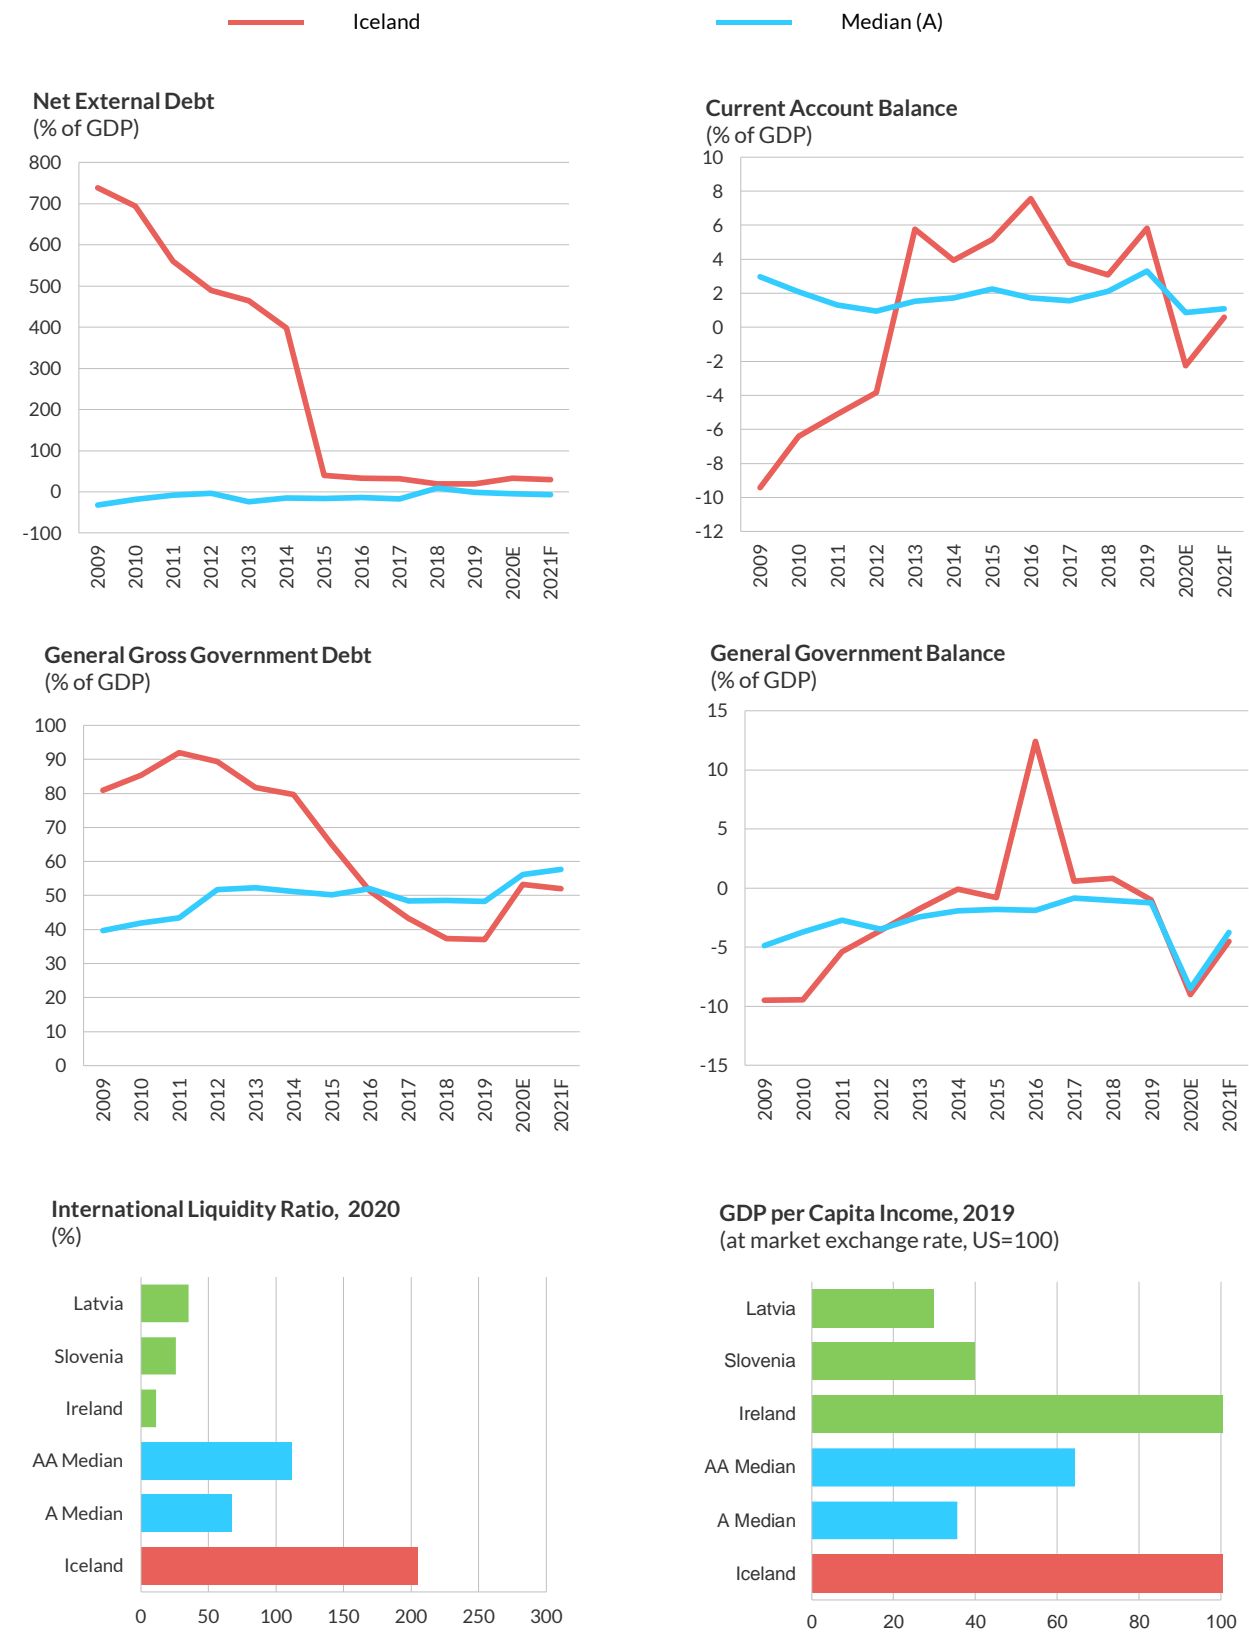 Iceland
Median (A)
Net External Debt
(% of GDP)
800
700
600
500
400
300
200
100
0
-100
2009
2010
2011
2012
2013
2014
2015
2016
2017
2018
2019
2020E
2021F
Current Account Balance
(% of GDP)
10
8
6
4
2
0
-2
-4
-6
-8
-10
-12
2009
2010
2011
2012
2013
2014
2015
2016
2017
2018
2019
2020E
2021F
General Gross Government Debt
(% of GDP)
100
90
80
70
60
50
40
30
20
10
0
2009
2010
2011
2012
2013
2014
2015
2016
2017
2018
2019
2020E
2021F
General Government Balance
(% of GDP)
15
10
5
0
-5
-10
-15
2009
2010
2011
2012
2013
2014
2015
2016
2017
2018
2019
2020E
2021F
International Liquidity Ratio, 2020
(%)
Latvia
Slovenia
Ireland
AA Median
A Median
Iceland
0 50 100 150 200 250 300
GDP per Capita Income, 2019
(at market exchange rate, US=100)
Latvia
Slovenia
Ireland
AA Median
A Median
Iceland
0 20 40 60 80 100